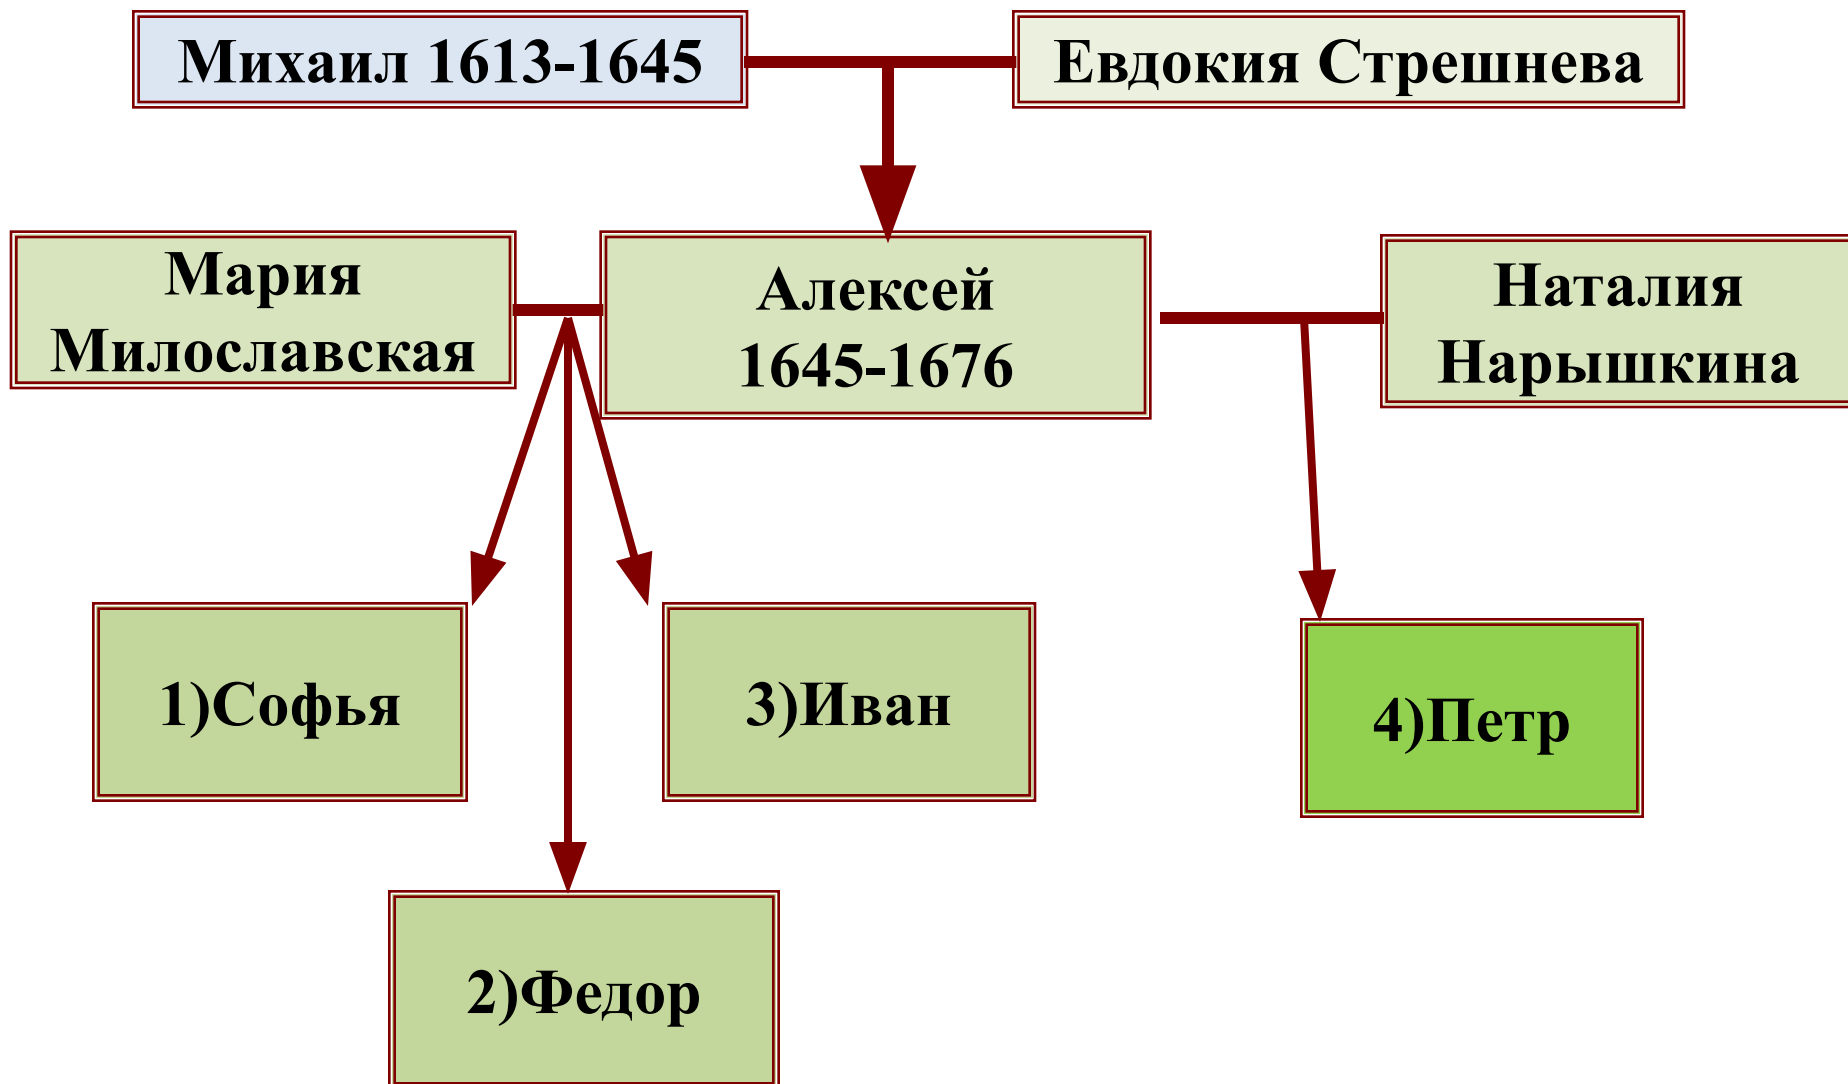 Михаил 1613-1645
Евдокия Стрешнева
Мария
Милославская
Алексей
1645-1676
Наталия
Нарышкина
1)Софья
3)Иван
4)Петр
2)Федор